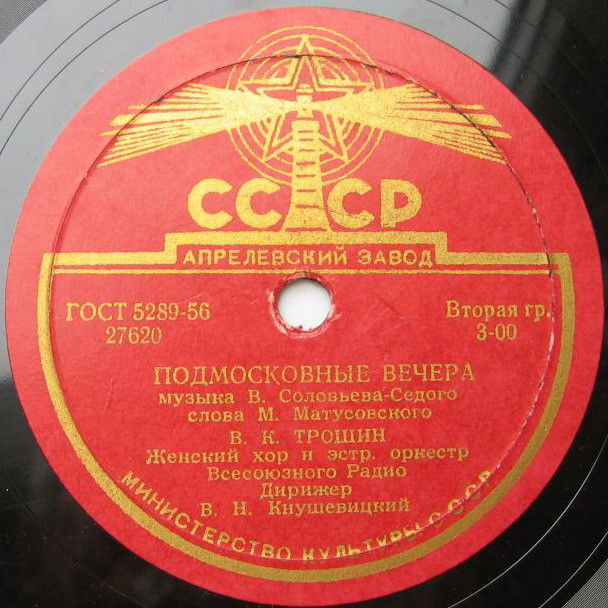 СССР
АПРЕЛЕВСКИЙ ЗАВОД
ГОСТ 5289-56
27620
Вторая гр.
3-00
ПОДМОСКОВНЫЕ ВЕЧЕРА
музыка В. Соловьева-Седого
слова М. Матусовского
В. К. ТРОШИН
Женский хор и эстр. оркестр
Всесоюзного Радио
Дирижер
В. Н. Кнушевицкий
МИНИСТЕРСТВО КУЛЬТУРЫ СССР